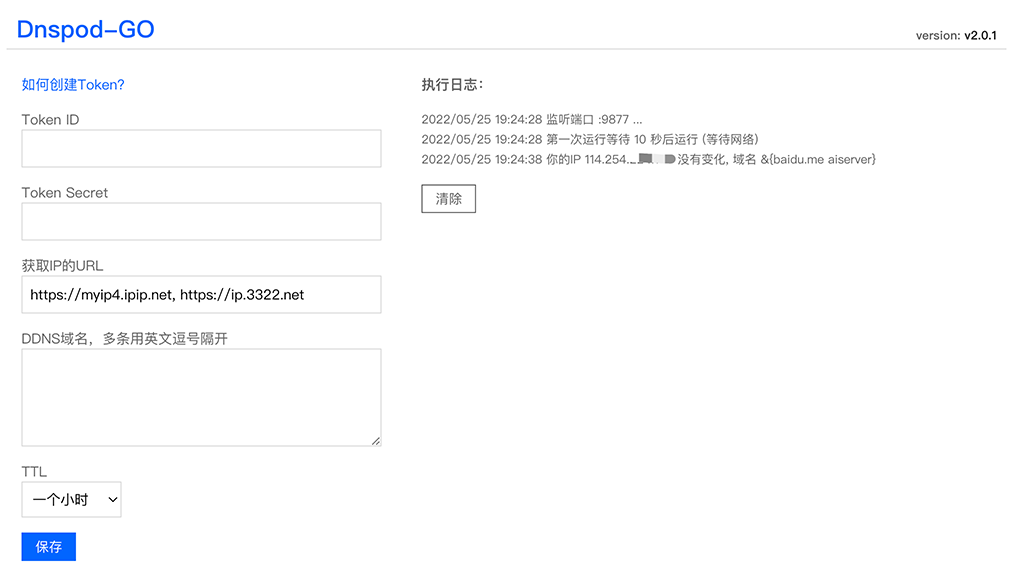 Dnspod-GO
version: v2.0.1
如何创建Token?
Token ID
Token Secret
获取IP的URL
https://myip4.ipip.net, https://ip.3322.net
DDNS域名，多条用英文逗号隔开
TTL
一个小时
保存
执行日志：
2022/05/25 19:24:28 监听端口 :9877 ...
2022/05/25 19:24:28 第一次运行等待 10 秒后运行 (等待网络)
2022/05/25 19:24:38 你的IP 114.254. 没有变化, 域名 &{baidu.me aiserver}
清除